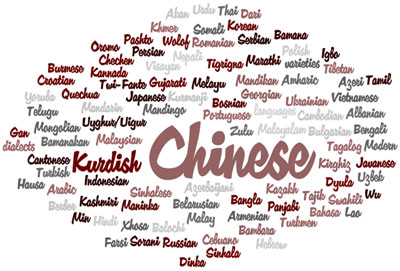 Akan Urdu Thai Dari
Khmer Somali Korean
Pashto Wolof Romanian Serbian Bamana
Oromo Persian Nepali Polish Igbo
Chechen Visayan Tigrigna Marathi varieties Tibetan
Burmese Kannada
Croatian Twi-Fante Gujarati Melayu Mandikan Amharic Azeri Tamil
Quechua Japanese Kurmanji Georgian Ukrainian Vietnamese
Yoruba Mandarin Mandingo Bosnian languages Cambodian Albanian
Telugu Uyghur/Uigur Portuguese
Mongolian Zulu Malayalam Bulgarian Bengali
Gan Bamanakan Malaysian Tagalog Modern
dialects
Cantonese Kurdish Chinese Kirghiz Javanese
Turkish Indonesian Dyula Uzbek
Hausa Arabic Sinhalese Azerbaijani Kazakh Tajik Swahili Wu
Berber Kashmiri Maninka Belarusian Bangla Panjabi Bahasa Lao
Min Hindi Xhosa Balochi Malay Armenian Turkmen
Farsi Sorani Russian Cebuano Bambara Hebrew
Sinhala
Dinka